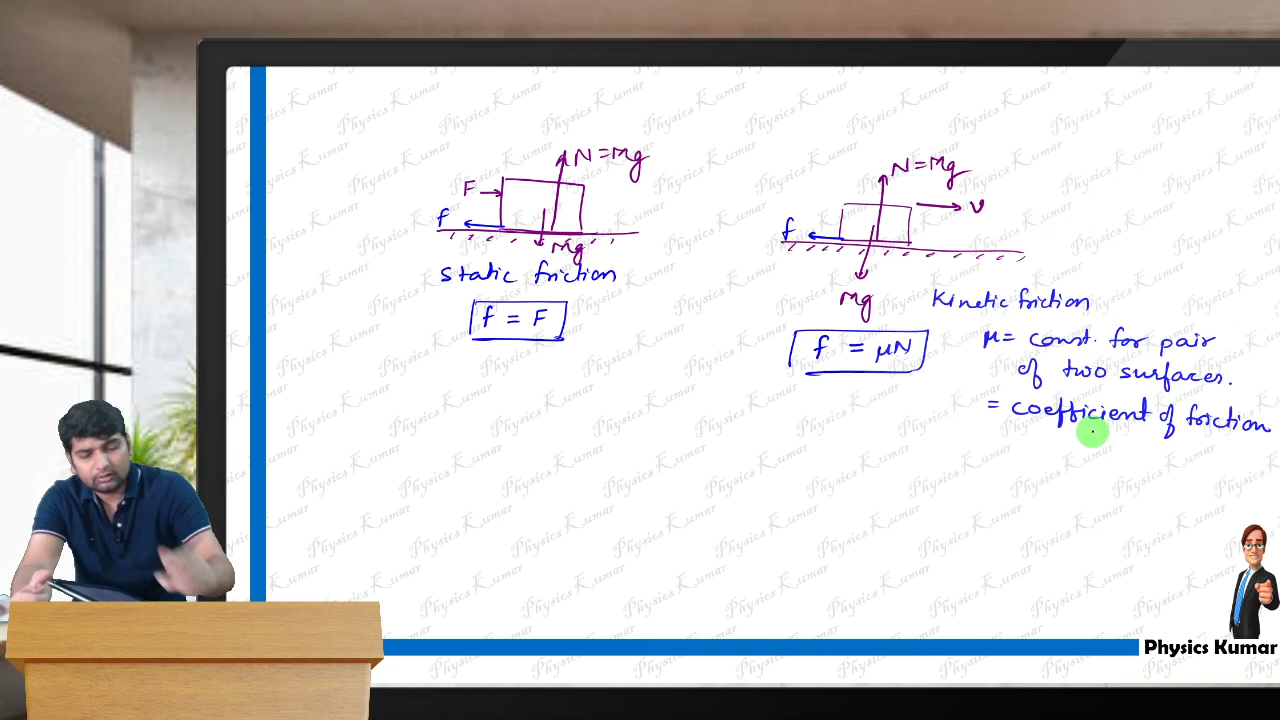 N = Mg
F
f
Mg
static friction
f = F
N = Mg
v
f
Mg
Kinetic friction
f = μN
μ = const. for pair
of two surfaces.
= coefficient of friction
Physics Kumar